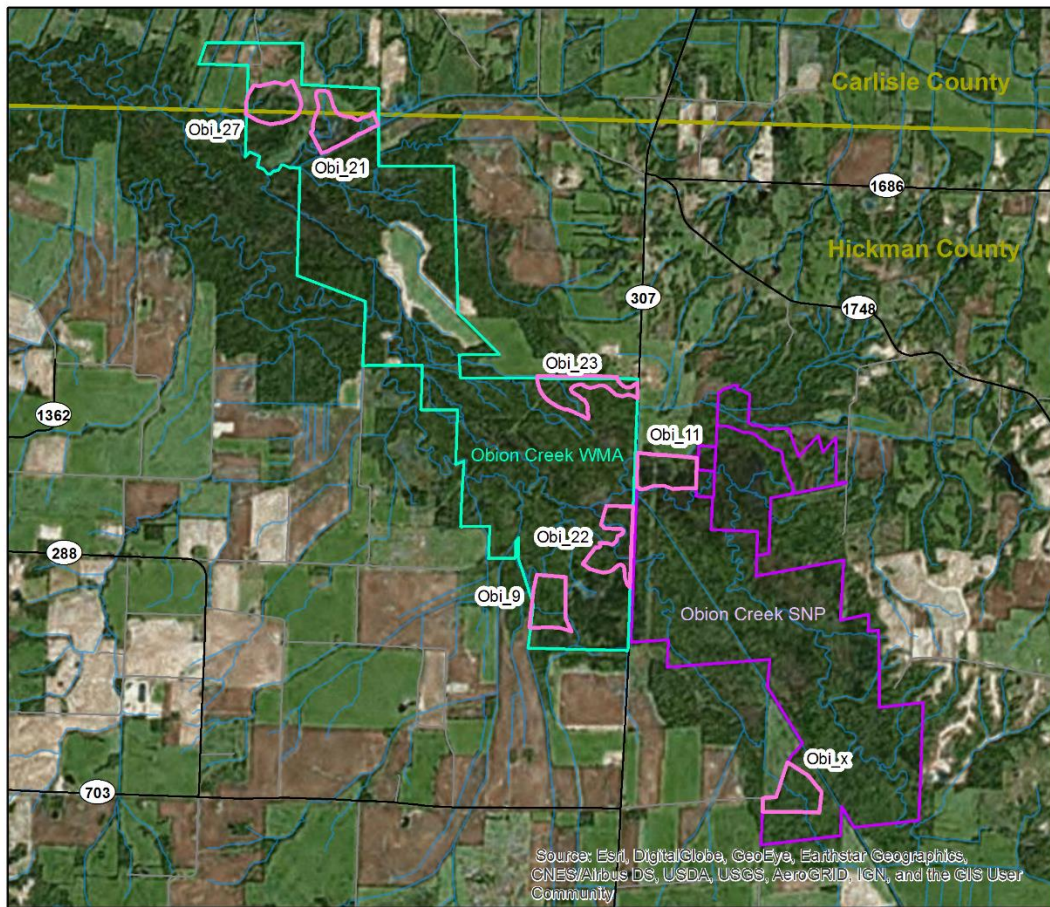 Carlisle County
Obi_27
Obi_21
1686
Hickman County
307
1748
Obi_23
1362
Obi_11
Obion Creek WMA
288
Obi_22
Obi_9
Obion Creek SNP
Obi_x
703
Source: Esri, DigitalGlobe, GeoEye, Earthstar Geographics,
CNES/Airbus DS, USDA, USGS, AeroGRID, IGN, and the GIS User
Community